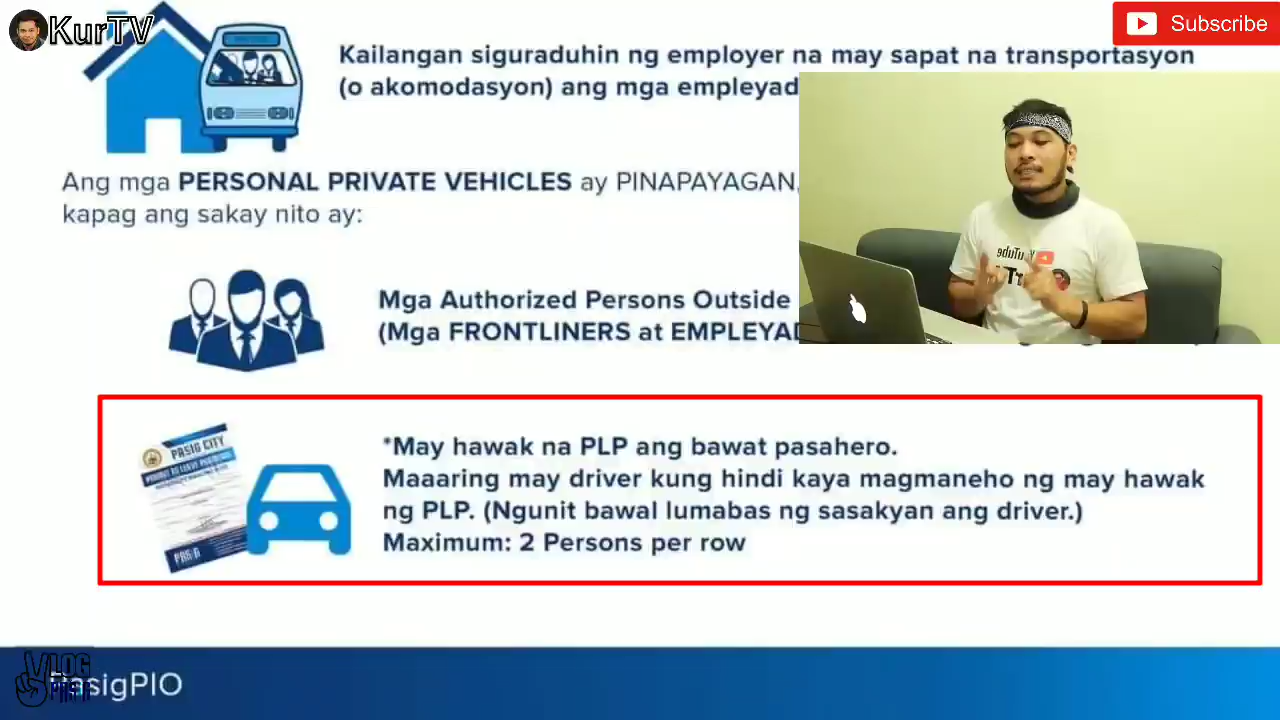 KurTV
Subscribe
Kailangan siguraduhin ng employer na may sapat na transportasyon
(o akomodasyon) ang mga empleyad
Ang mga PERSONAL PRIVATE VEHICLES ay PINAPAYAGAN,
kapag ang sakay nito ay:
Mga Authorized Persons Outside
(Mga FRONTLINERS at EMPLEYAD
YouTube
PASIG CITY
*May hawak na PLP ang bawat pasahero.
Maaaring may driver kung hindi kaya magmaneho ng may hawak
ng PLP. (Ngunit bawal lumabas ng sasakyan ang driver.)
Maximum: 2 Persons per row
VLOG
PasigPIO